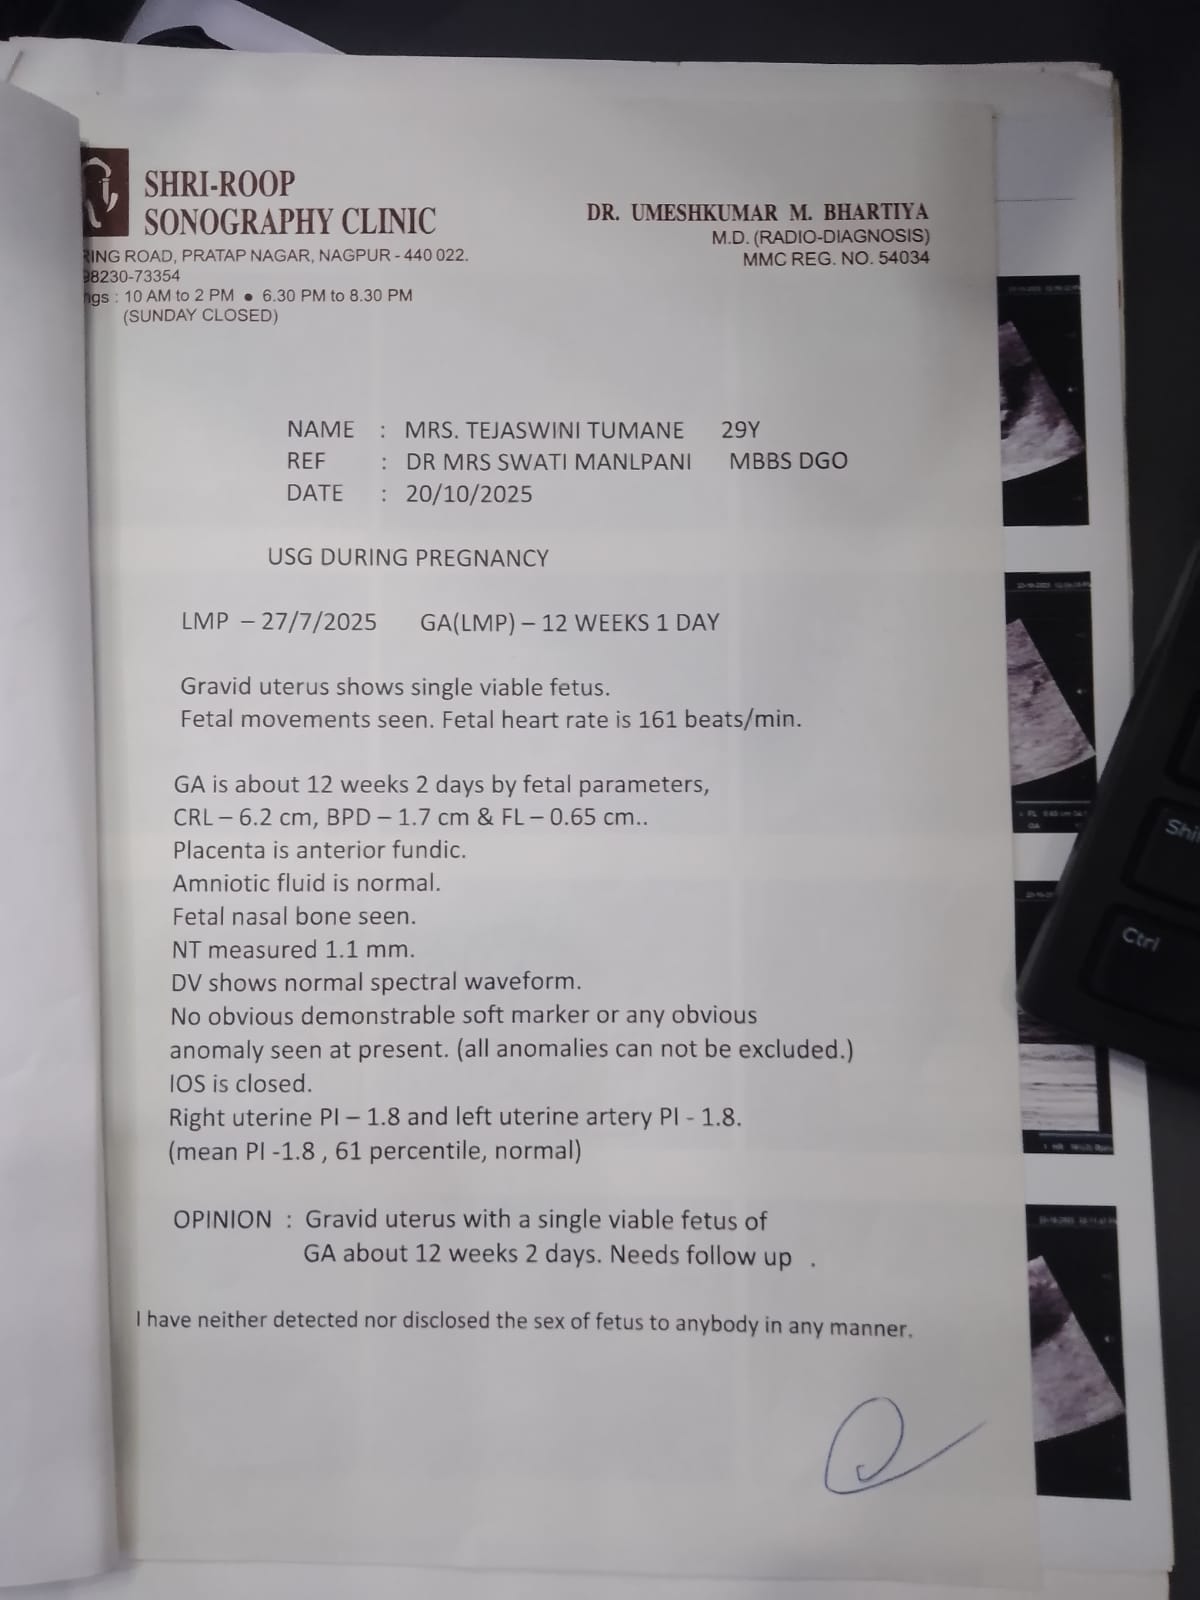 SHRI-ROOP
SONOGRAPHY CLINIC
RING ROAD, PRATAP NAGAR, NAGPUR - 440 022.
98230-73354
: 10 AM to 2 PM ● 6.30 PM to 8.30 PM
(SUNDAY CLOSED)
DR. UMESHKUMAR M. BHARTIYA
M.D. (RADIO-DIAGNOSIS)
MMC REG. NO. 54034
NAME : MRS. TEJASWINI TUMANE 29Y
REF : DR MRS SWATI MANLPANI MBBS DGO
DATE : 20/10/2025
USG DURING PREGNANCY
LMP – 27/7/2025 GA(LMP) – 12 WEEKS 1 DAY
Gravid uterus shows single viable fetus.
Fetal movements seen. Fetal heart rate is 161 beats/min.
GA is about 12 weeks 2 days by fetal parameters,
CRL – 6.2 cm, BPD – 1.7 cm & FL – 0.65 cm..
Placenta is anterior fundic.
Amniotic fluid is normal.
Fetal nasal bone seen.
NT measured 1.1 mm.
DV shows normal spectral waveform.
No obvious demonstrable soft marker or any obvious
anomaly seen at present. (all anomalies can not be excluded.)
IOS is closed.
Right uterine PI – 1.8 and left uterine artery PI - 1.8.
(mean PI -1.8 , 61 percentile, normal)
OPINION : Gravid uterus with a single viable fetus of
GA about 12 weeks 2 days. Needs follow up .
I have neither detected nor disclosed the sex of fetus to anybody in any manner.
Ctrl